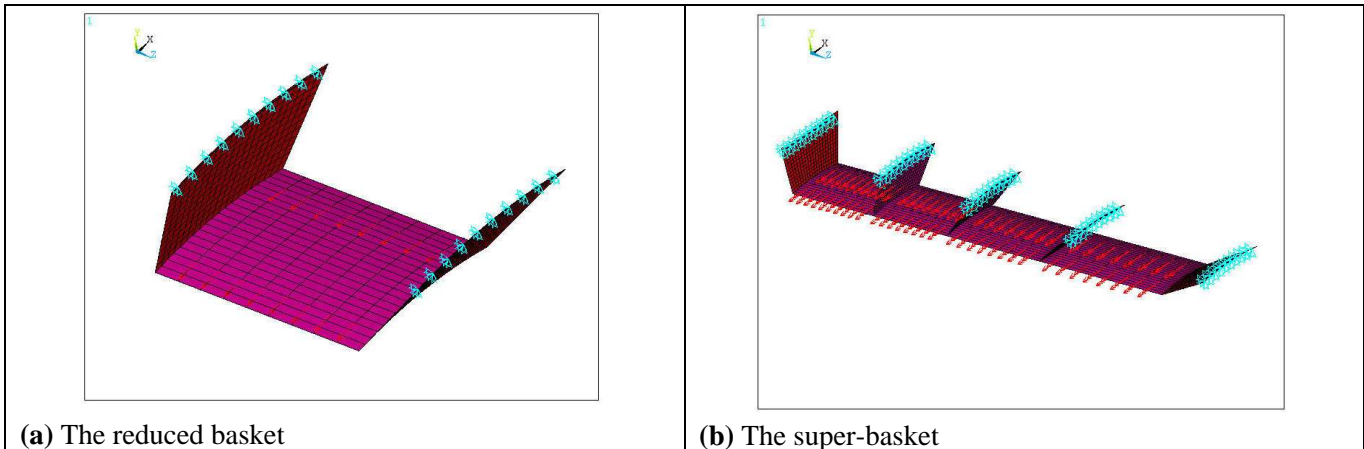 1
Y
X
Z
1
Y
X
Z
(a) The reduced basket
(b) The super-basket